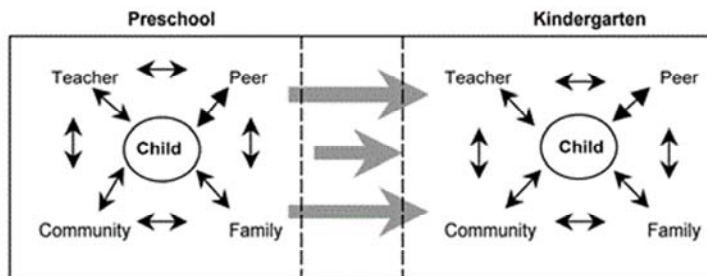 Preschool Kindergarten
Teacher Peer Teacher Peer
Child Child
Community Family Community Family